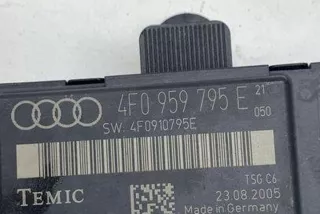 4F0 959 795 E
21
050
SW: 4F0910795E
TSG C6
TEMIC
23.08.2005
Made in Germany